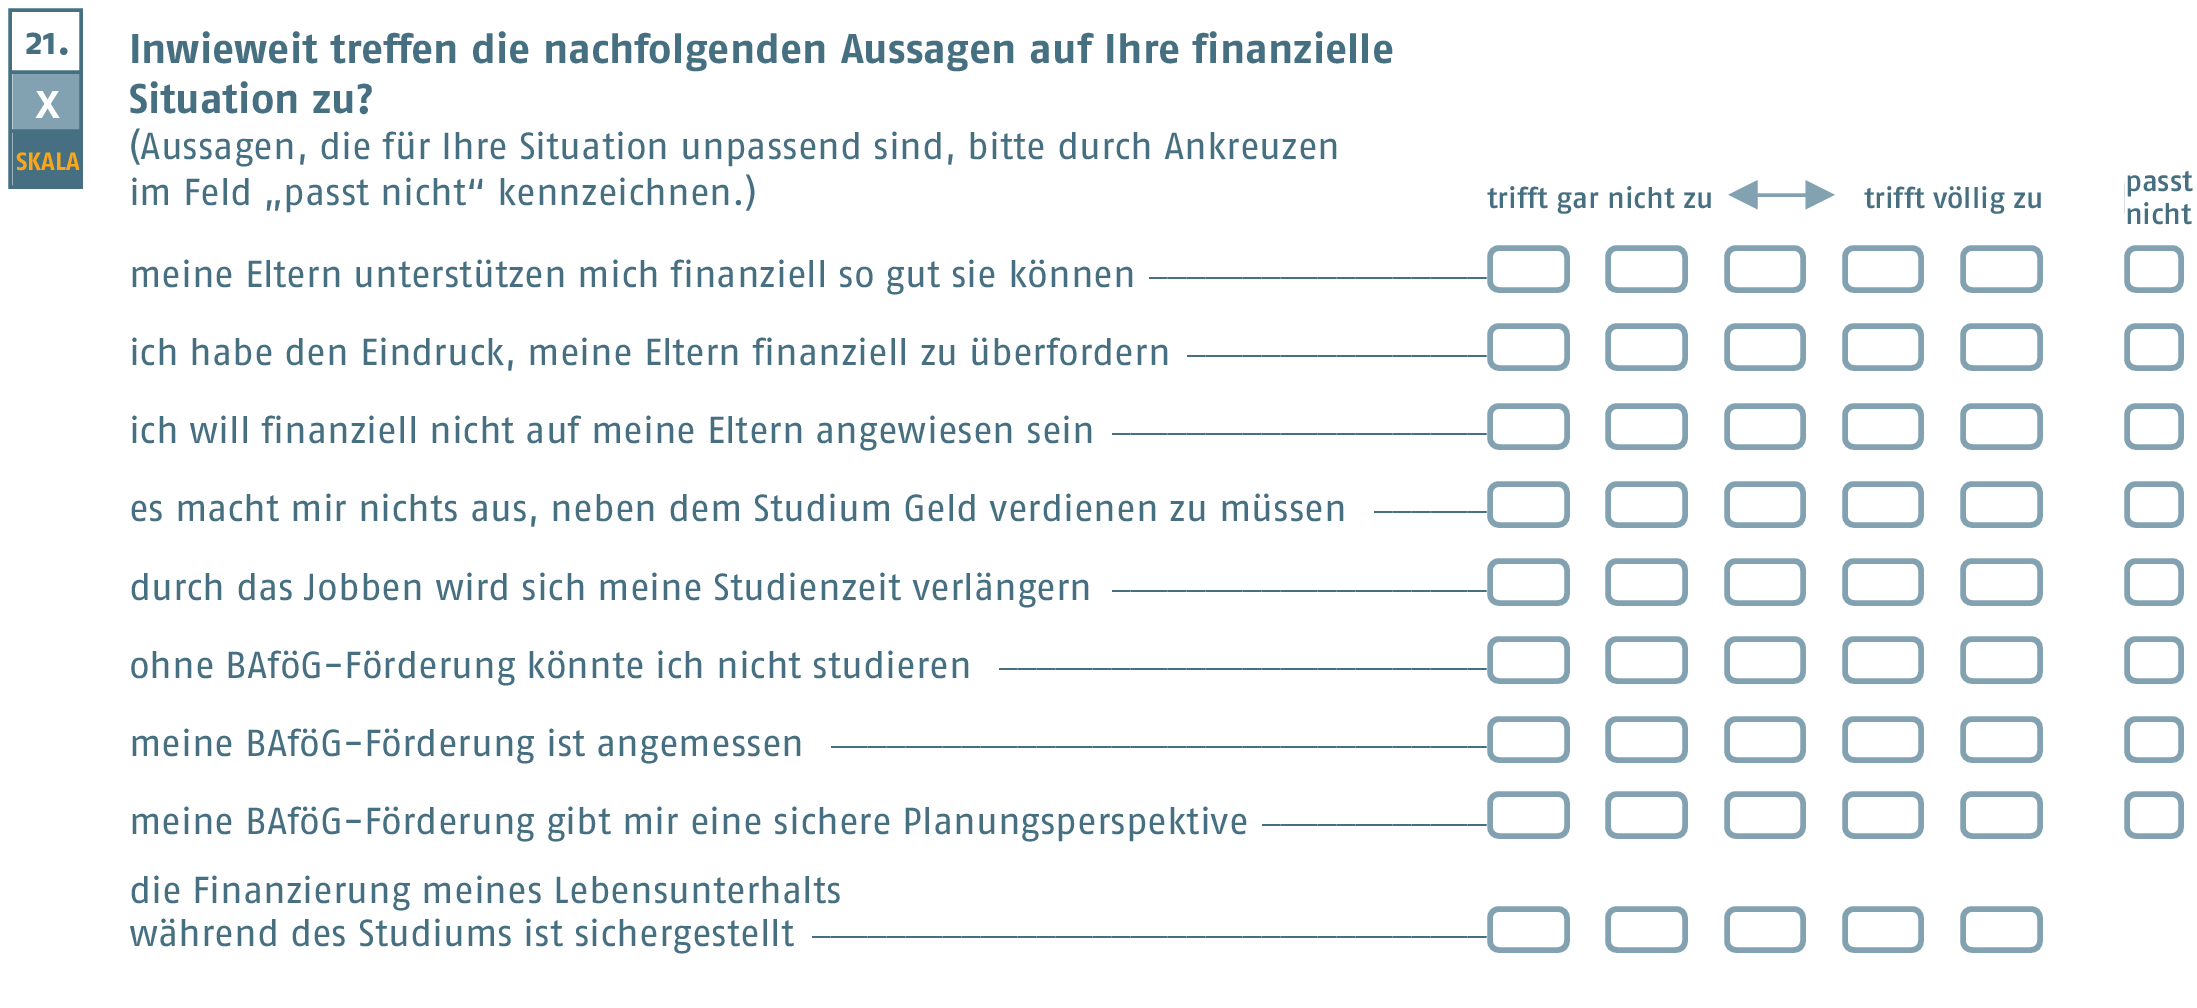 21.
X
SKALA
Inwieweit treffen die nachfolgenden Aussagen auf Ihre finanzielle
Situation zu?
(Aussagen, die für Ihre Situation unpassend sind, bitte durch Ankreuzen
im Feld „passt nicht“ kennzeichnen.)
trifft gar nicht zu
trifft völlig zu
passt
nicht
meine Eltern unterstützen mich finanziell so gut sie können
ich habe den Eindruck, meine Eltern finanziell zu überfordern
ich will finanziell nicht auf meine Eltern angewiesen sein
es macht mir nichts aus, neben dem Studium Geld verdienen zu müssen
durch das Jobben wird sich meine Studienzeit verlängern
ohne BAföG-Förderung könnte ich nicht studieren
meine BAföG-Förderung ist angemessen
meine BAföG-Förderung gibt mir eine sichere Planungsperspektive
die Finanzierung meines Lebensunterhalts
während des Studiums ist sichergestellt